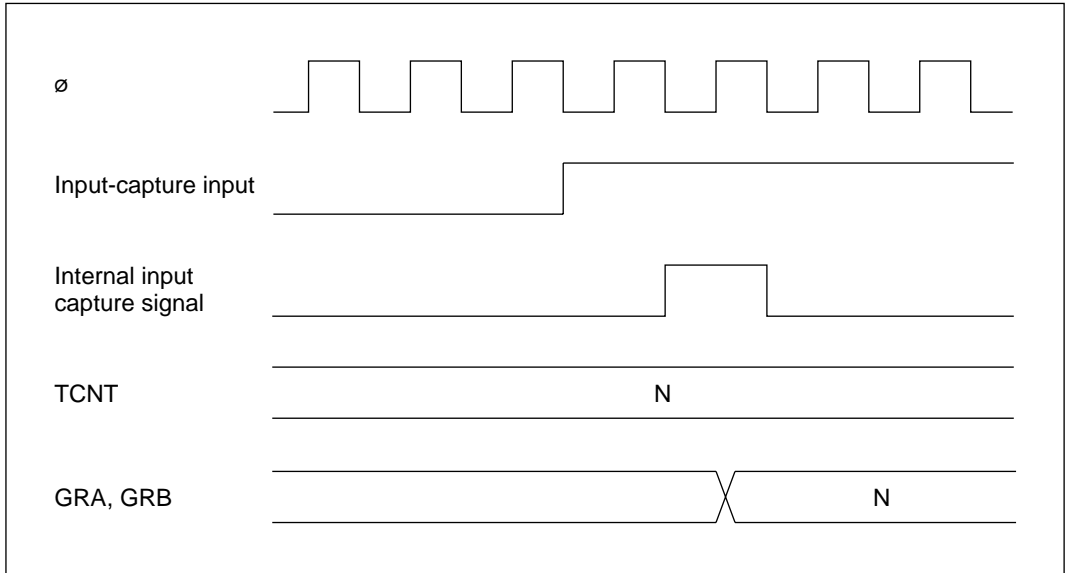 ø
Input-capture input
Internal input
capture signal
TCNT
N
GRA, GRB
N